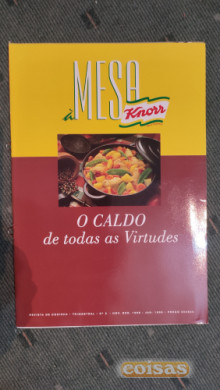 à MESA
Knorr
O CALDO
de todas as Virtudes
coisas